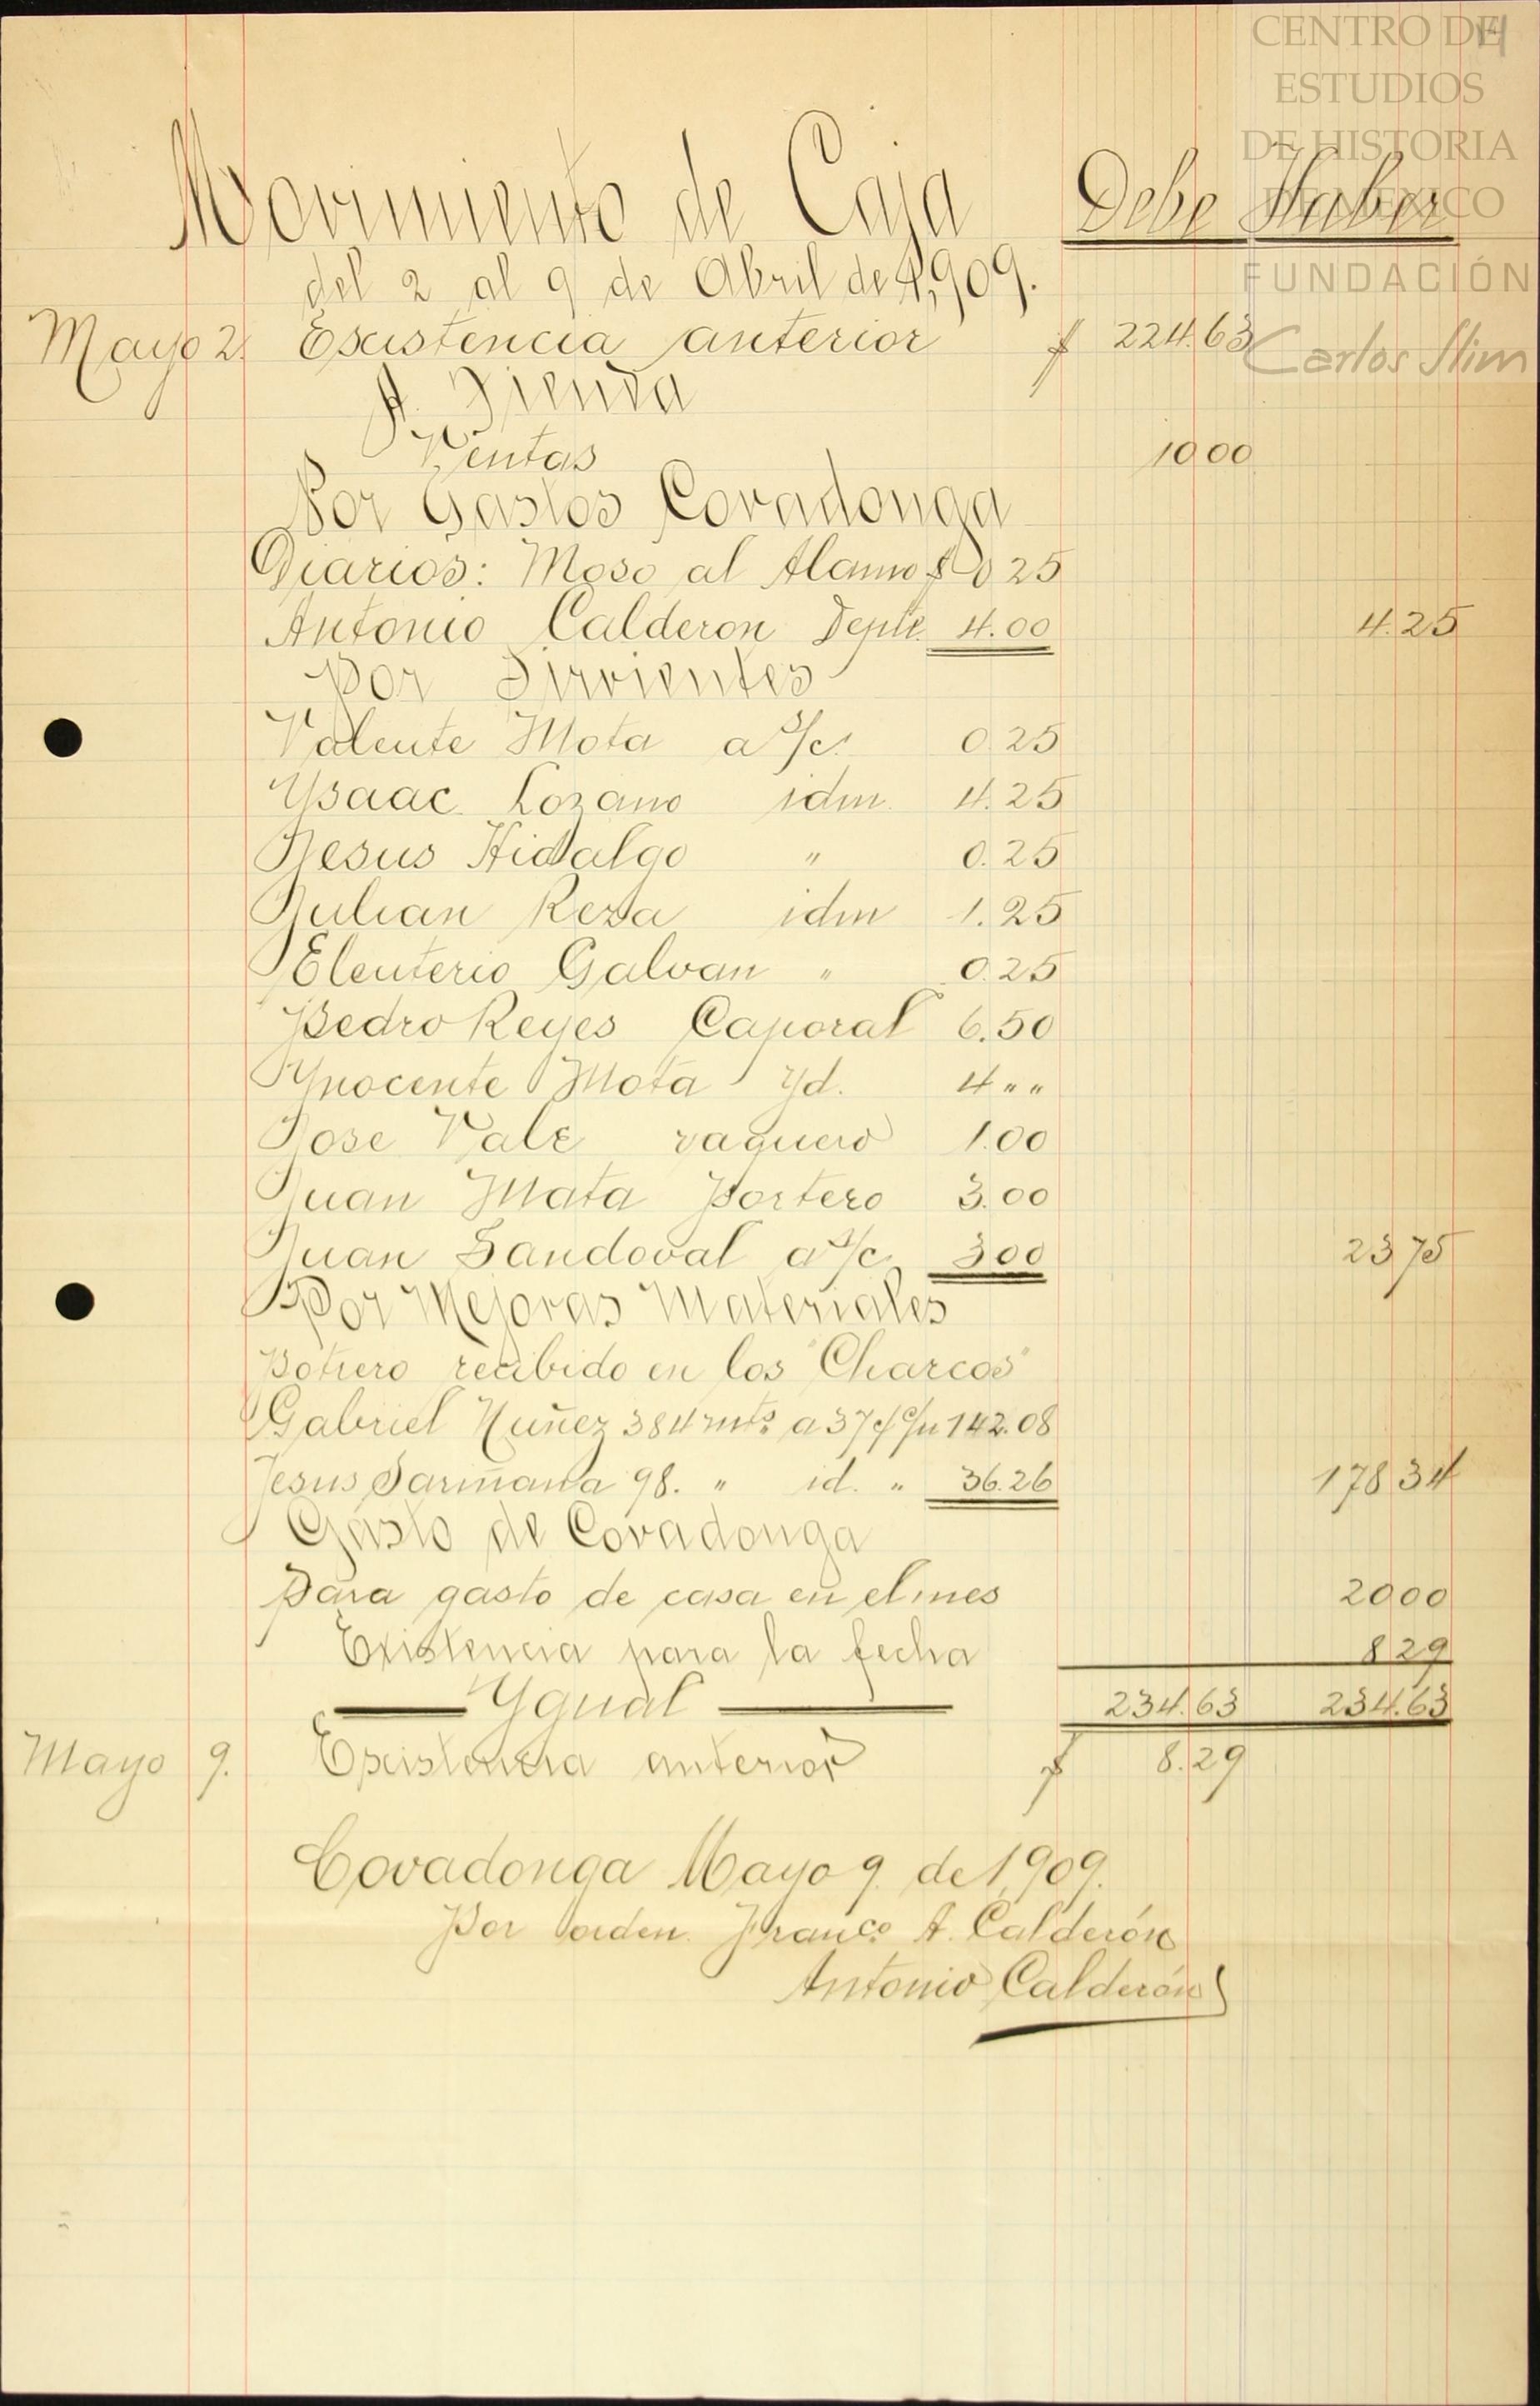 CENTRO DE
ESTUDIOS
DE HISTORIA
DE MEXICO
FUNDACIÓN
Carlos Slim
Movimiento de Caja Debe Haber
del 2 al 9 de Abril de 1,909.
Mayo 2. Existencia anterior $ 224.63
A Tienda
Ventas 10 00
Por Gastos Covadonga
Diarios: Moso al Alamo $ 0 25
Antonio Calderon Depte. 4.00 4.25
Por Sirvientes
Valente Mota a s/c. 0.25
Ysaac Lozano idm. 4.25
Jesus Hidalgo " 0.25
Julian Reza idm 1.25
Eleuterio Galvan " 0.25
Pedro Reyes Caporal 6.50
Ynocente Mota Yd. 4 " "
Jose Vale vaquero 1.00
Juan Mata Portero 3.00
Juan Sandoval a s/c 3 00 23 75
Por Mejoras Materiales
Potrero recibido en los "Charcos"
Gabriel Nuñez 384 mts. a 37¢ c/u 142.08
Jesus Sariñana 98. " id. " 36.26 178 34
Gasto de Covadonga
Para gasto de casa en el mes 20 00
Existencia para la fecha 8 29
Ygual 234.63 234.63
Mayo 9. Existencia anterior $ 8.29
Covadonga Mayo 9. de 1,909.
Por orden. Franco. A. Calderón
Antonio Calderón